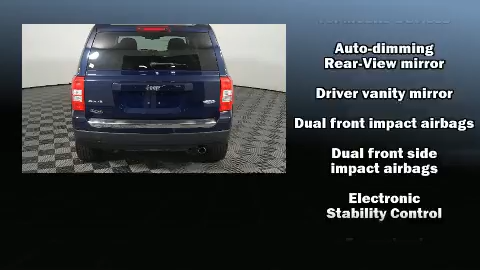 Jeep
Auto-dimming
Rear-View mirror
Driver vanity mirror
Dual front impact airbags
Dual front side
impact airbags
Electronic
Stability Control